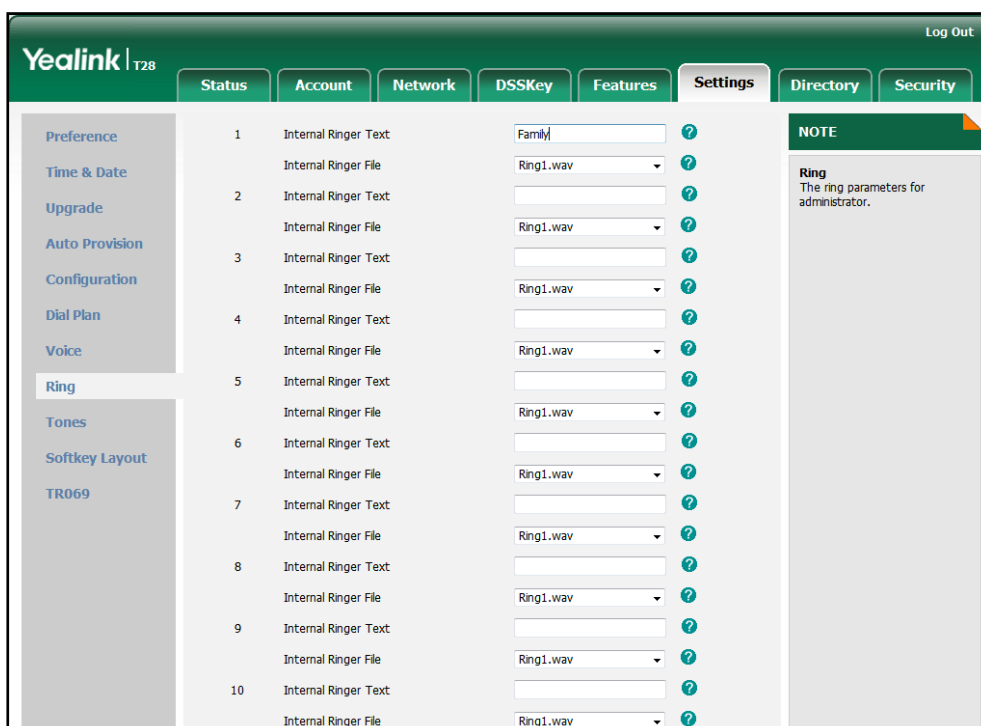 Log Out
Yealink | T28
Status Account Network DSSKey Features Settings Directory Security
Preference
Time & Date
Upgrade
Auto Provision
Configuration
Dial Plan
Voice
Ring
Tones
Softkey Layout
TR069
1 Internal Ringer Text Family ?
Internal Ringer File Ring1.wav ?
2 Internal Ringer Text ?
Internal Ringer File Ring1.wav ?
3 Internal Ringer Text ?
Internal Ringer File Ring1.wav ?
4 Internal Ringer Text ?
Internal Ringer File Ring1.wav ?
5 Internal Ringer Text ?
Internal Ringer File Ring1.wav ?
6 Internal Ringer Text ?
Internal Ringer File Ring1.wav ?
7 Internal Ringer Text ?
Internal Ringer File Ring1.wav ?
8 Internal Ringer Text ?
Internal Ringer File Ring1.wav ?
9 Internal Ringer Text ?
Internal Ringer File Ring1.wav ?
10 Internal Ringer Text ?
Internal Ringer File Ring1.wav ?
NOTE
Ring
The ring parameters for
administrator.